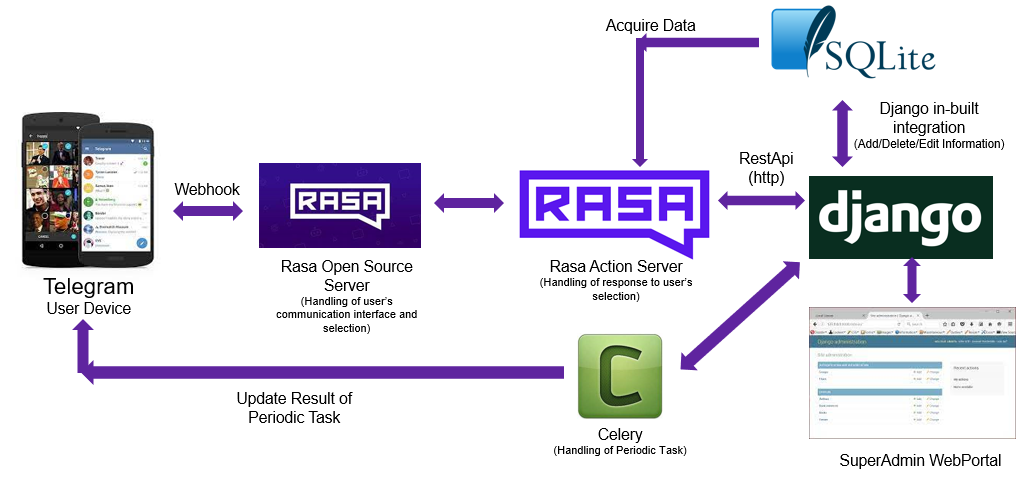 Acquire Data
SQLite
Django in-built
integration
(Add/Delete/Edit Information)
RestApi
(http)
Webhook
RASA
RASA
django
Telegram
User Device
Rasa Open Source
Server
(Handling of user's
communication interface and
selection)
Rasa Action Server
(Handling of response to user's
selection)
Django administration
C
Update Result of
Periodic Task
Celery
(Handling of Periodic Task)
SuperAdmin WebPortal